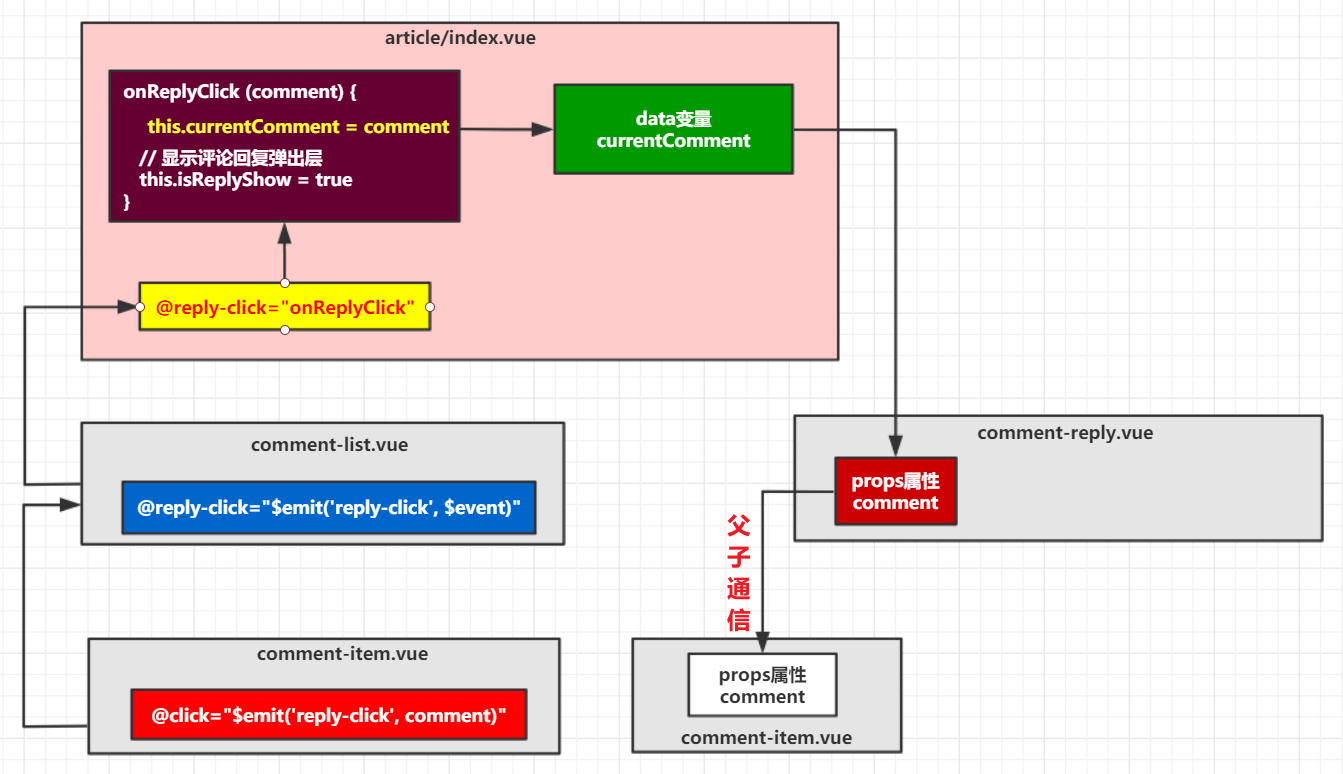 article/index.vue
onReplyClick (comment) {
this.currentComment = comment
// 显示评论回复弹出层
this.isReplyShow = true
}
data变量
currentComment
@reply-click="onReplyClick"
comment-list.vue
@reply-click="$emit('reply-click', $event)"
comment-reply.vue
props属性
comment
父
子
通
信
comment-item.vue
@click="$emit('reply-click', comment)"
props属性
comment
comment-item.vue